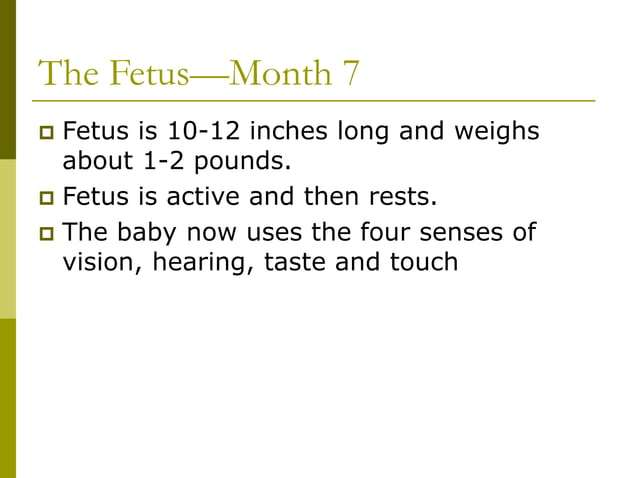 The Fetus—Month 7
Fetus is 10-12 inches long and weighs
about 1-2 pounds.
Fetus is active and then rests.
The baby now uses the four senses of
vision, hearing, taste and touch